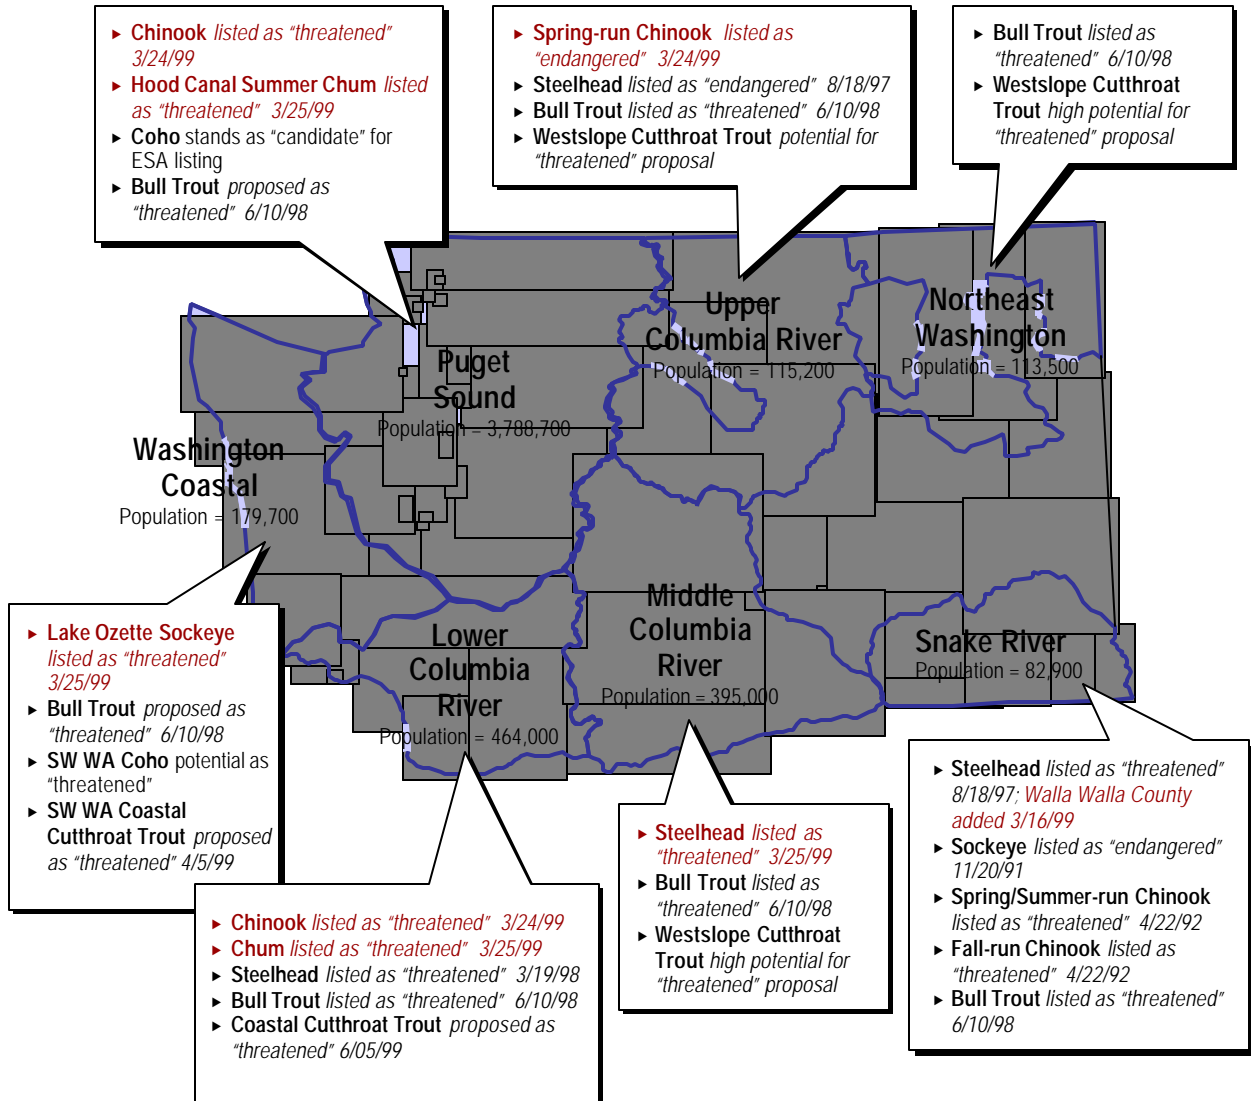 ► Chinook listed as “threatened”
3/24/99
► Hood Canal Summer Chum listed
as “threatened” 3/25/99
► Coho stands as “candidate” for
ESA listing
► Bull Trout proposed as
“threatened” 6/10/98
► Spring-run Chinook listed as
“endangered” 3/24/99
► Steelhead listed as “endangered” 8/18/97
► Bull Trout listed as “threatened” 6/10/98
► Westslope Cutthroat Trout potential for
“threatened” proposal
► Bull Trout listed as
“threatened” 6/10/98
► Westslope Cutthroat
Trout high potential for
“threatened” proposal
Upper
Columbia River
Population = 115,200
Northeast
Washington
Population = 113,500
Puget
Sound
Population = 3,788,700
Washington
Coastal
Population = 179,700
Middle
Columbia
River
Population = 395,000
Lower
Columbia
River
Population = 464,000
Snake River
Population = 82,900
► Lake Ozette Sockeye
listed as “threatened”
3/25/99
► Bull Trout proposed as
“threatened” 6/10/98
► SW WA Coho potential as
“threatened”
► SW WA Coastal
Cutthroat Trout proposed
as “threatened” 4/5/99
► Chinook listed as “threatened” 3/24/99
► Chum listed as “threatened” 3/25/99
► Steelhead listed as “threatened” 3/19/98
► Bull Trout listed as “threatened” 6/10/98
► Coastal Cutthroat Trout proposed as
“threatened” 6/05/99
► Steelhead listed as
“threatened” 3/25/99
► Bull Trout listed as
“threatened” 6/10/98
► Westslope Cutthroat
Trout high potential for
“threatened” proposal
► Steelhead listed as “threatened”
8/18/97; Walla Walla County
added 3/16/99
► Sockeye listed as “endangered”
11/20/91
► Spring/Summer-run Chinook
listed as “threatened” 4/22/92
► Fall-run Chinook listed as
“threatened” 4/22/92
► Bull Trout listed as “threatened”
6/10/98